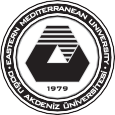 EASTERN MEDITERRANEAN UNIVERSITY
1979
DOĞU AKDENİZ ÜNİVERSİTESİ